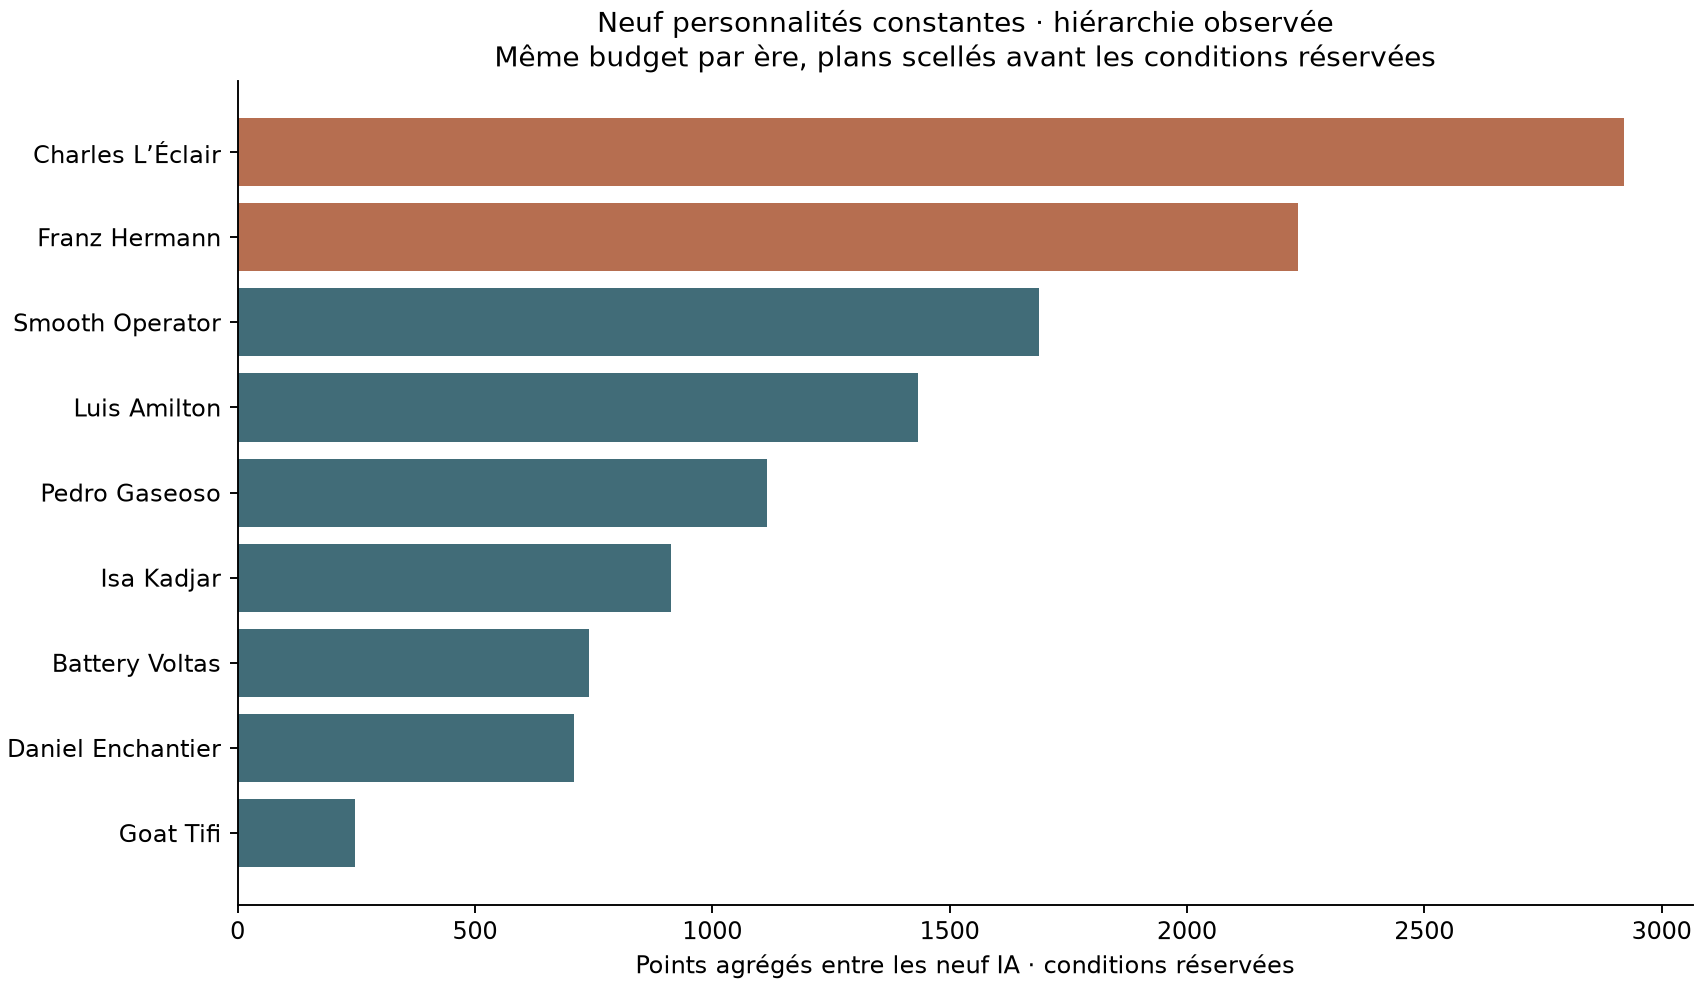 Neuf personnalités constantes · hiérarchie observée
Même budget par ère, plans scellés avant les conditions réservées
Charles L’Éclair
Franz Hermann
Smooth Operator
Luis Amilton
Pedro Gaseoso
Isa Kadjar
Battery Voltas
Daniel Enchantier
Goat Tifi
0 500 1000 1500 2000 2500 3000
Points agrégés entre les neuf IA · conditions réservées